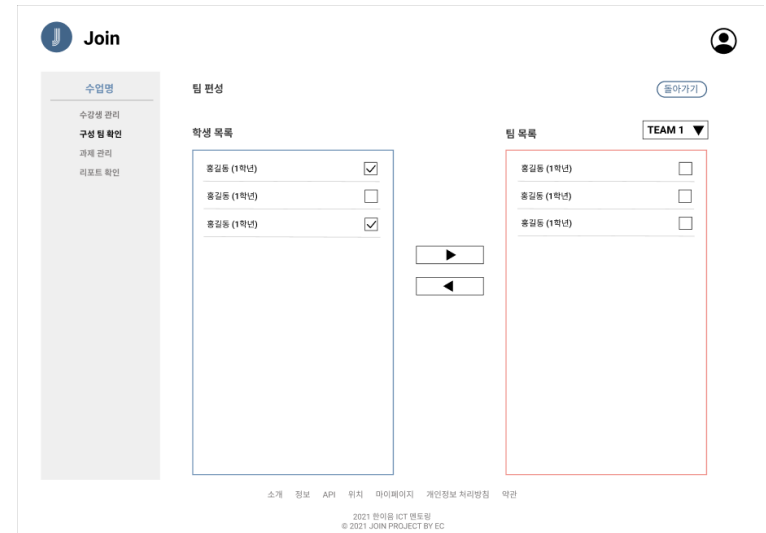 Join
수업명
수강생 관리
구성 팀 확인
과제 관리
리포트 확인
팀 편성
돌아가기
학생 목록
홍길동 (1학년)
홍길동 (1학년)
홍길동 (1학년)
팀 목록
TEAM 1
홍길동 (1학년)
홍길동 (1학년)
홍길동 (1학년)
소개 정보 API 위치 마이페이지 개인정보 처리방침 약관
2021 한이음 ICT 멘토링
© 2021 JOIN PROJECT BY EC